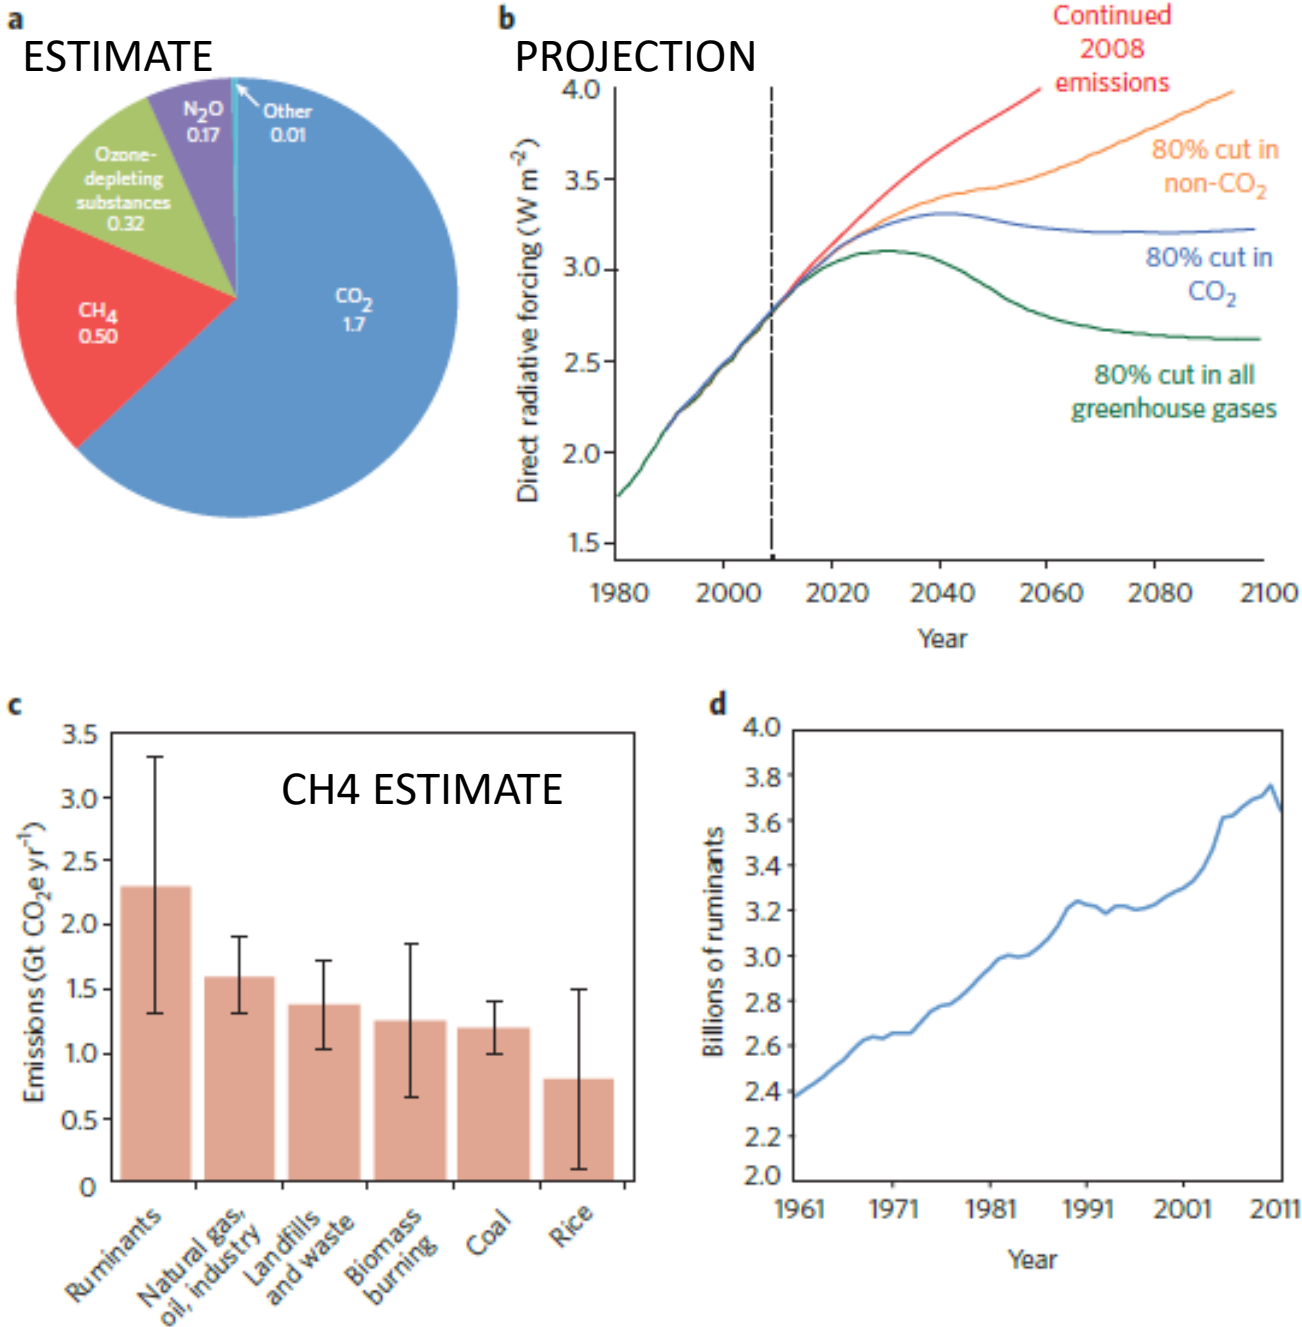 a
ESTIMATE
N₂O
0.17
Other
0.01
Ozone-
depleting
substances
0.32
CH₄
0.50
CO₂
1.7
b
PROJECTION
Continued
2008
emissions
80% cut in
non-CO₂
80% cut in
CO₂
80% cut in all
greenhouse gases
Direct radiative forcing (W m⁻²)
4.0
3.5
3.0
2.5
2.0
1.5
1980 2000 2020 2040 2060 2080 2100
Year
c
CH4 ESTIMATE
Emissions (Gt CO₂e yr⁻¹)
3.5
3.0
2.5
2.0
1.5
1.0
0.5
0
Ruminants
Natural gas,
oil, industry
Landfills
and waste
Biomass
burning
Coal
Rice
d
Billions of ruminants
4.0
3.8
3.6
3.4
3.2
3.0
2.8
2.6
2.4
2.2
2.0
1961 1971 1981 1991 2001 2011
Year